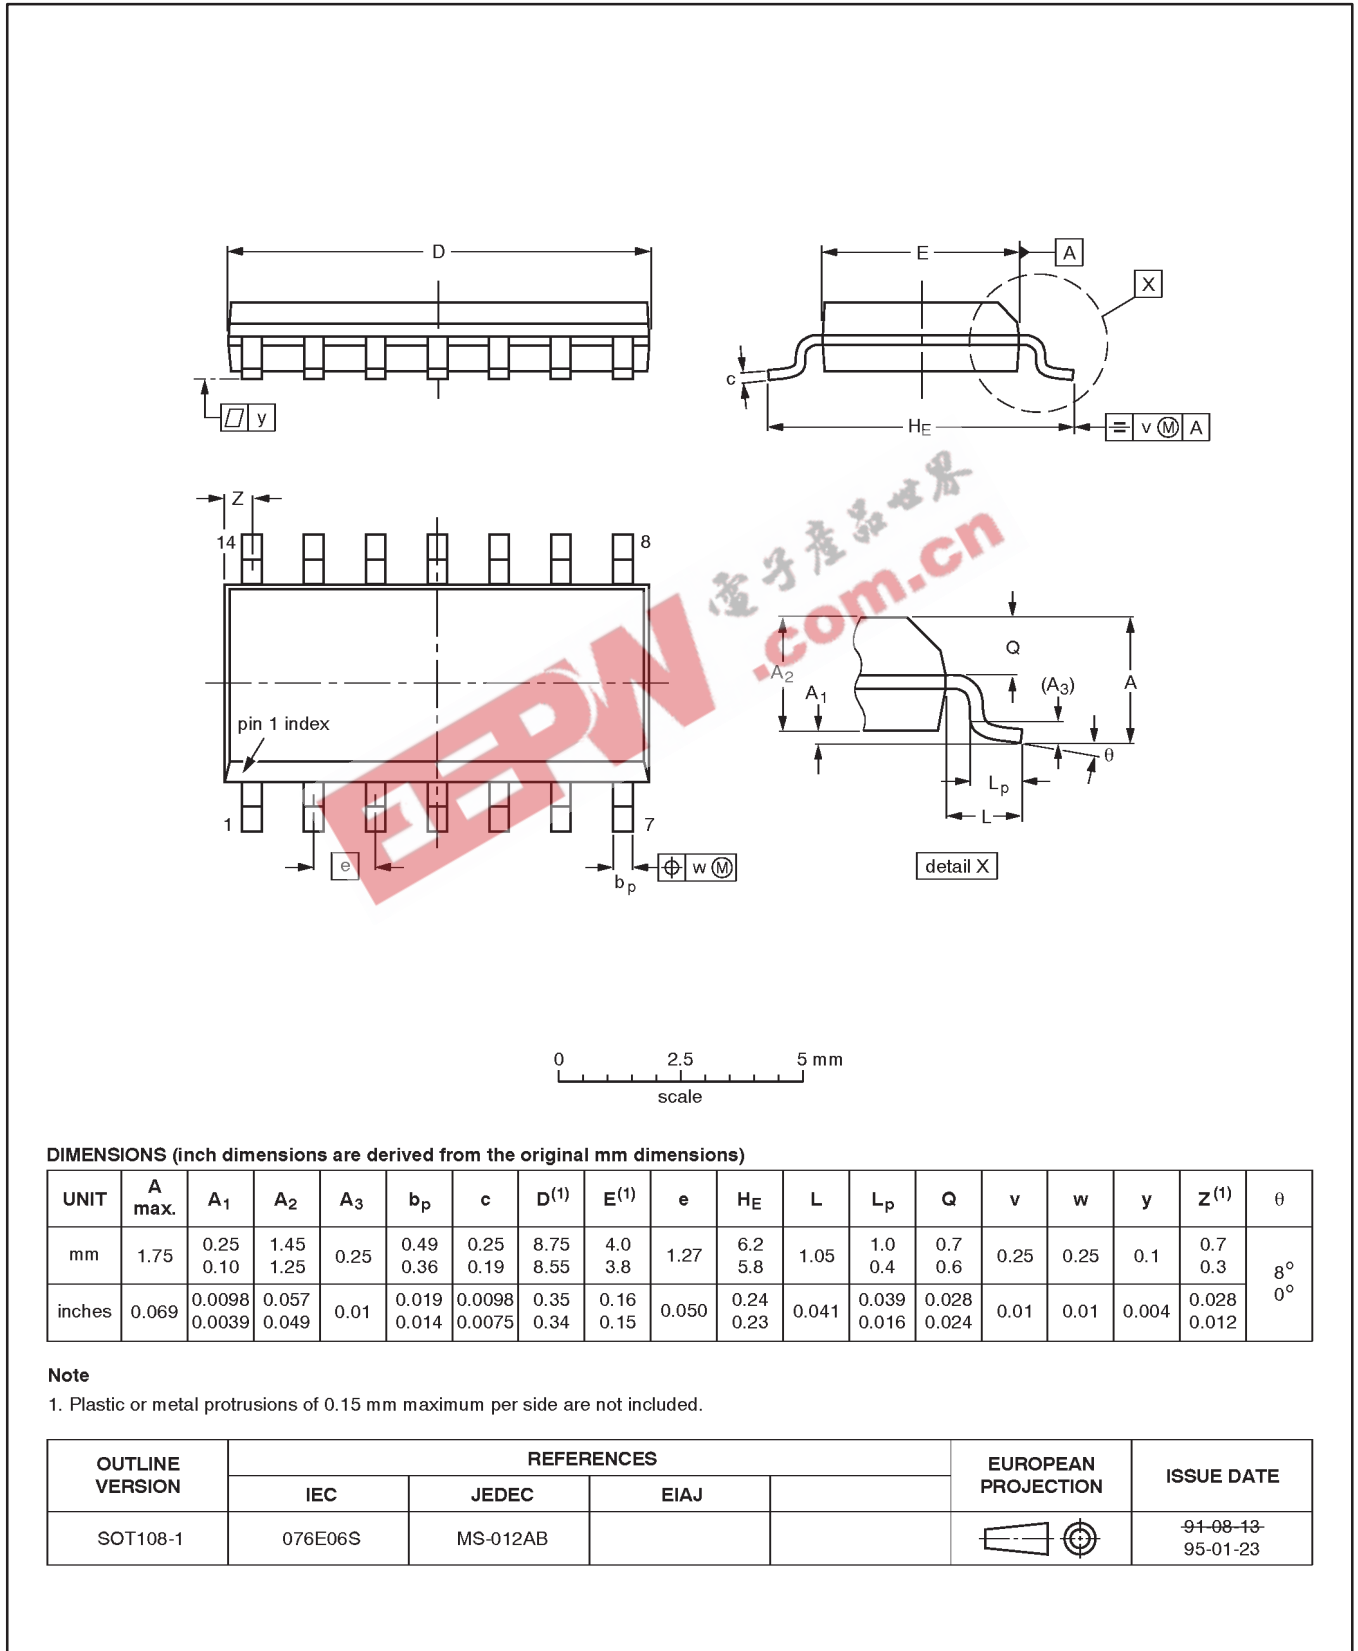 D
E
A
X
y
c
HE
v Ⓜ A
Z
14
8
電子產品世界
.com.cn
EEPW
A2
A1
Q
(A3)
A
θ
pin 1 index
Lp
L
1
7
e
bp
w Ⓜ
detail X
0 2.5 5 mm
scale
DIMENSIONS (inch dimensions are derived from the original mm dimensions)
UNIT A max. A1 A2 A3 bp c D(1) E(1) e HE L Lp Q v w y Z(1) θ
mm 1.75 0.25 0.10 1.45 1.25 0.25 0.49 0.36 0.25 0.19 8.75 8.55 4.0 3.8 1.27 6.2 5.8 1.05 1.0 0.4 0.7 0.6 0.25 0.25 0.1 0.7 0.3 8° 0°
inches 0.069 0.0098 0.0039 0.057 0.049 0.01 0.019 0.014 0.0098 0.0075 0.35 0.34 0.16 0.15 0.050 0.24 0.23 0.041 0.039 0.016 0.028 0.024 0.01 0.01 0.004 0.028 0.012
Note
1. Plastic or metal protrusions of 0.15 mm maximum per side are not included.
OUTLINE VERSION REFERENCES EUROPEAN PROJECTION ISSUE DATE
IEC JEDEC EIAJ
SOT108-1 076E06S MS-012AB 91-08-13
95-01-23